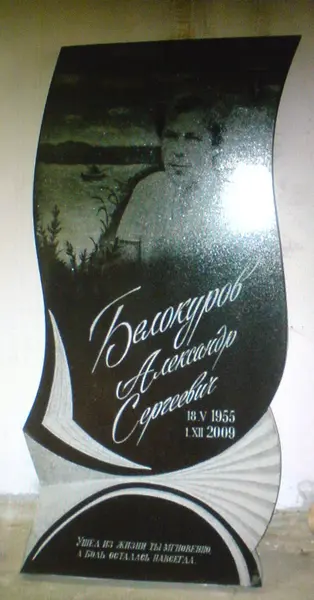 Белокуров
Александр
Сергеевич
18.V 1955
1.XII 2009
Ушел из жизни ты мгновенно,
а боль осталась навсегда.